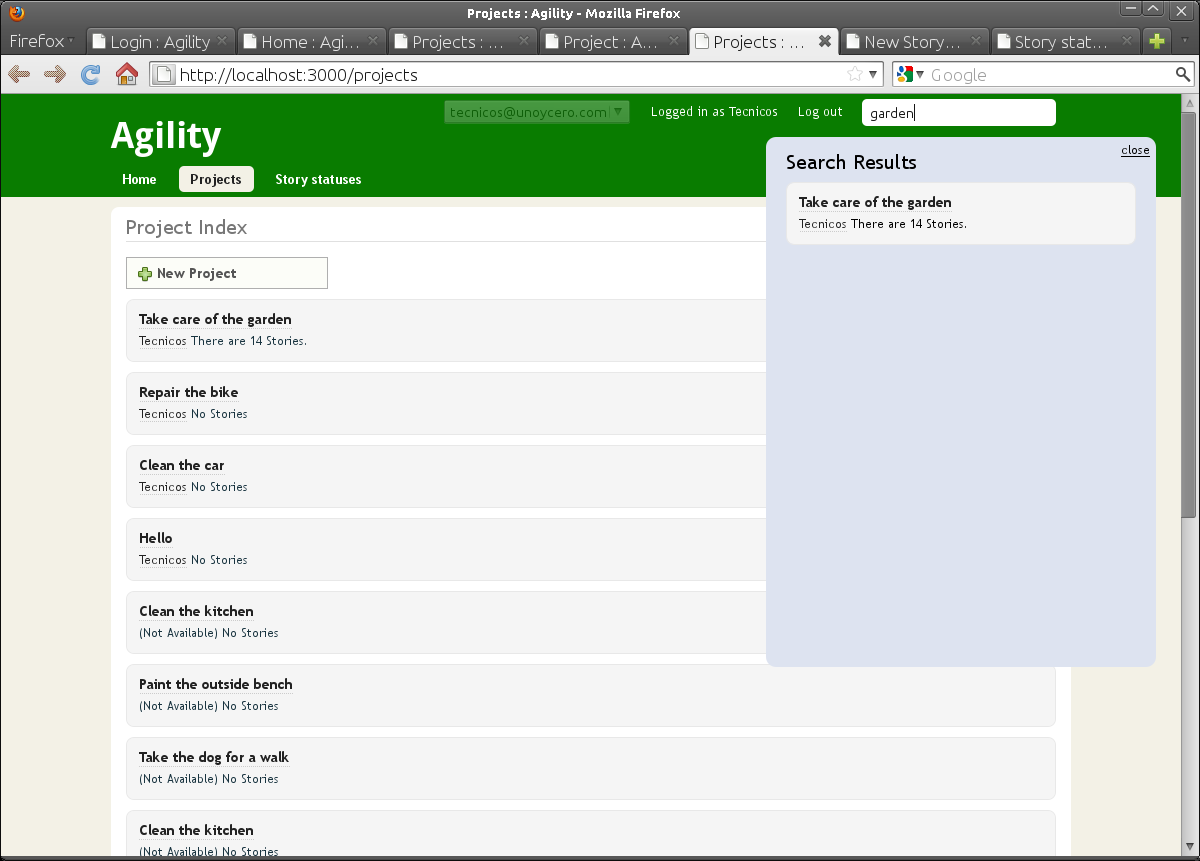 Projects : Agility - Mozilla Firefox
Firefox
Login : Agility
Home : Agi...
Projects : ...
Project : A...
Projects : ...
New Story...
Story stat...
http://localhost:3000/projects
Google
tecnicos@unoycero.com
Logged in as Tecnicos
Log out
garden
Agility
Home
Projects
Story statuses
close
Search Results
Take care of the garden
Tecnicos There are 14 Stories.
Project Index
New Project
Take care of the garden
Tecnicos There are 14 Stories.
Repair the bike
Tecnicos No Stories
Clean the car
Tecnicos No Stories
Hello
Tecnicos No Stories
Clean the kitchen
(Not Available) No Stories
Paint the outside bench
(Not Available) No Stories
Take the dog for a walk
(Not Available) No Stories
Clean the kitchen
(Not Available) No Stories